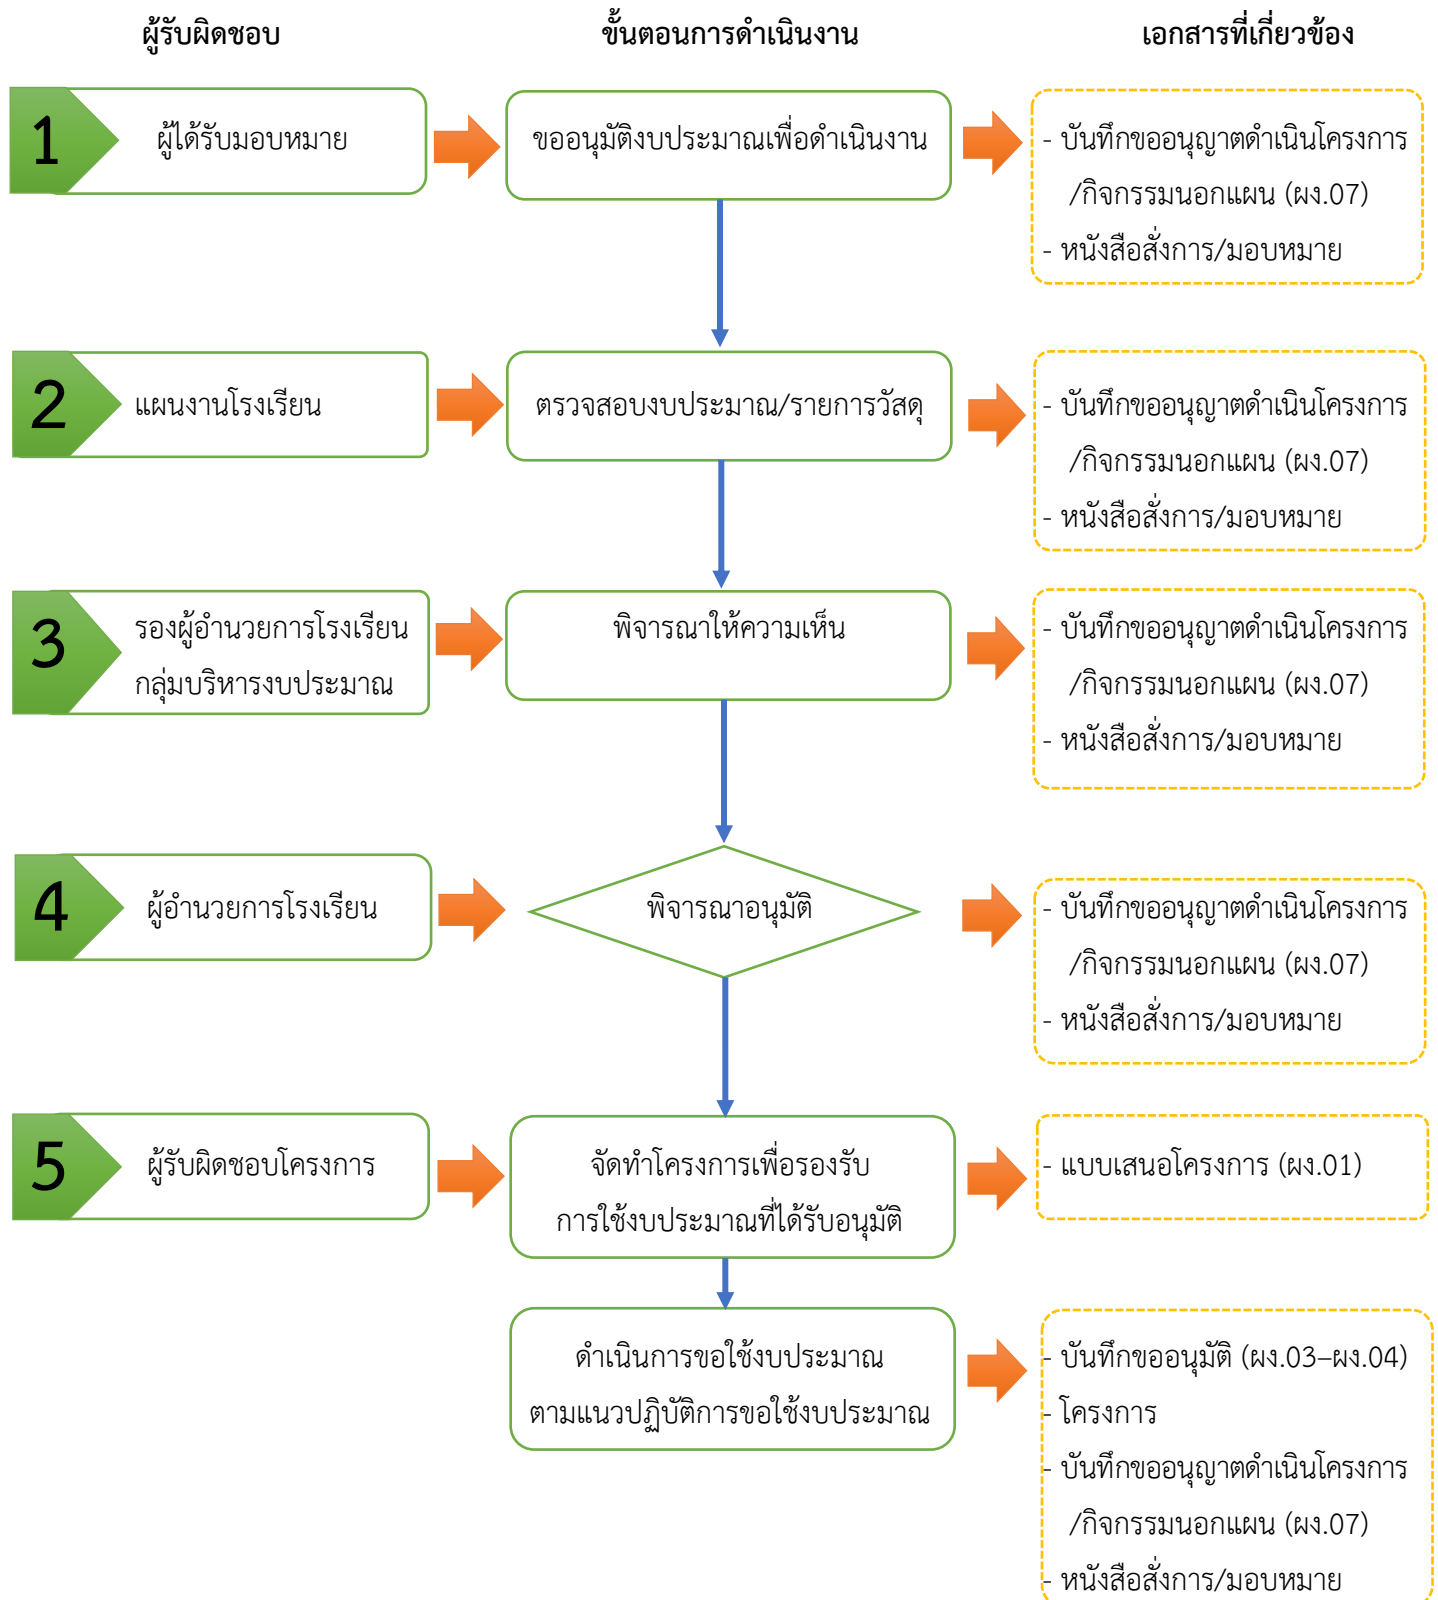 ผู้รับผิดชอบ
ขั้นตอนการดำเนินงาน
เอกสารที่เกี่ยวข้อง
1
ผู้ได้รับมอบหมาย
ขออนุมัติงบประมาณเพื่อดำเนินงาน
- บันทึกขออนุญาตดำเนินโครงการ
/กิจกรรมนอกแผน (ผง.07)
- หนังสือสั่งการ/มอบหมาย
2
แผนงานโรงเรียน
ตรวจสอบงบประมาณ/รายการวัสดุ
- บันทึกขออนุญาตดำเนินโครงการ
/กิจกรรมนอกแผน (ผง.07)
- หนังสือสั่งการ/มอบหมาย
3
รองผู้อำนวยการโรงเรียน
กลุ่มบริหารงบประมาณ
พิจารณาให้ความเห็น
- บันทึกขออนุญาตดำเนินโครงการ
/กิจกรรมนอกแผน (ผง.07)
- หนังสือสั่งการ/มอบหมาย
4
ผู้อำนวยการโรงเรียน
พิจารณาอนุมัติ
- บันทึกขออนุญาตดำเนินโครงการ
/กิจกรรมนอกแผน (ผง.07)
- หนังสือสั่งการ/มอบหมาย
5
ผู้รับผิดชอบโครงการ
จัดทำโครงการเพื่อรองรับ
การใช้งบประมาณที่ได้รับอนุมัติ
- แบบเสนอโครงการ (ผง.01)
ดำเนินการขอใช้งบประมาณ
ตามแนวปฏิบัติการขอใช้งบประมาณ
- บันทึกขออนุมัติ (ผง.03–ผง.04)
- โครงการ
- บันทึกขออนุญาตดำเนินโครงการ
/กิจกรรมนอกแผน (ผง.07)
- หนังสือสั่งการ/มอบหมาย